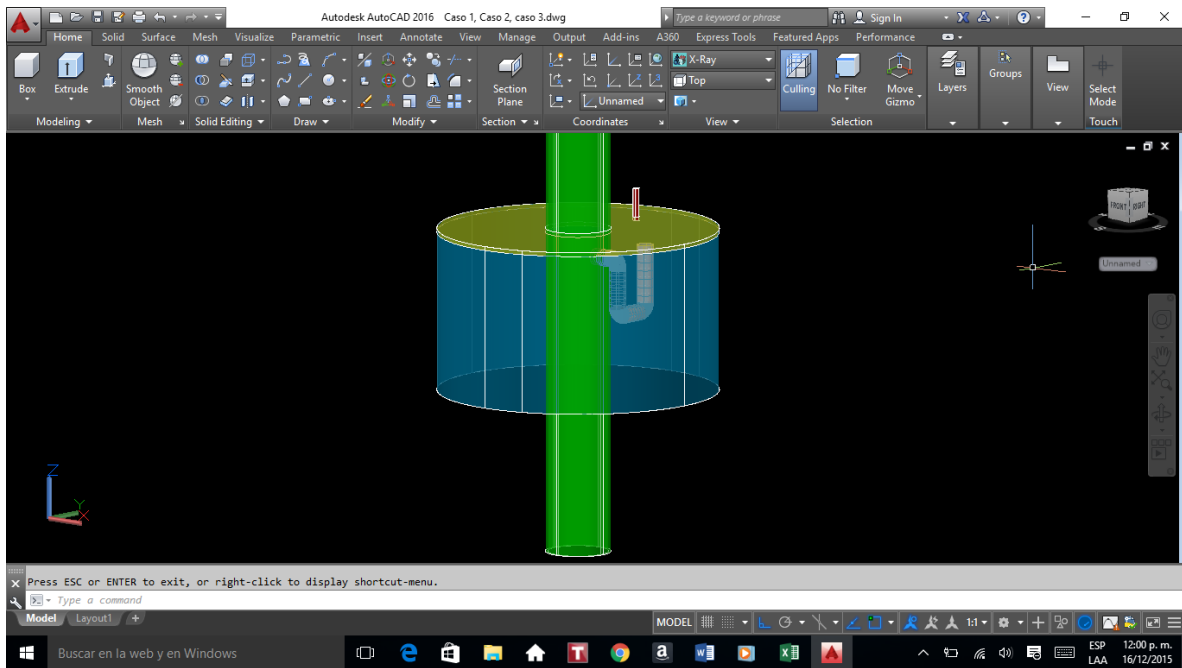 Autodesk AutoCAD 2016 Caso 1, Caso 2, caso 3.dwg Type a keyword or phrase Sign In
Home Solid Surface Mesh Visualize Parametric Insert Annotate View Manage Output Add-ins A360 Express Tools Featured Apps Performance
Box Extrude Smooth Object Section Plane X-Ray Top Unnamed Culling No Filter Move Gizmo Layers Groups View Select Mode
Modeling Mesh Solid Editing Draw Modify Section Coordinates View Selection Touch
FRONT RIGHT
Unnamed
Z
Y
X
Press ESC or ENTER to exit, or right-click to display shortcut-menu.
Type a command
Model Layout1 + MODEL 1:1
Buscar en la web y en Windows ESP 12:00 p. m.
LAA 16/12/2015